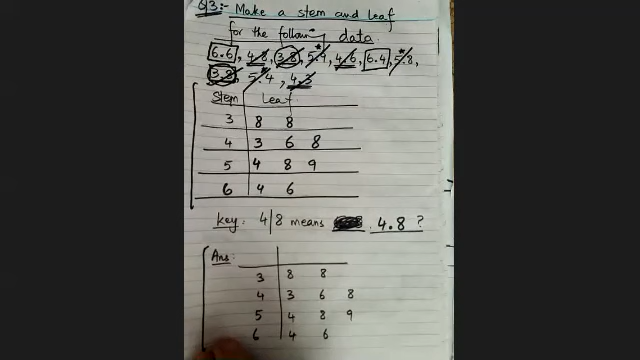 Q3:- Make a stem and leaf
for the follow data
6.6, 4.8, 3.8, 5.9, 4.6, 6.4, 5.8,
3.8, 5.4, 4.3
Stem Leaf
3 8 8
4 3 6 8
5 4 8 9
6 4 6
Key: 4|8 means 4.8 ?
Ans:
3 8 8
4 3 6 8
5 4 8 9
6 4 6